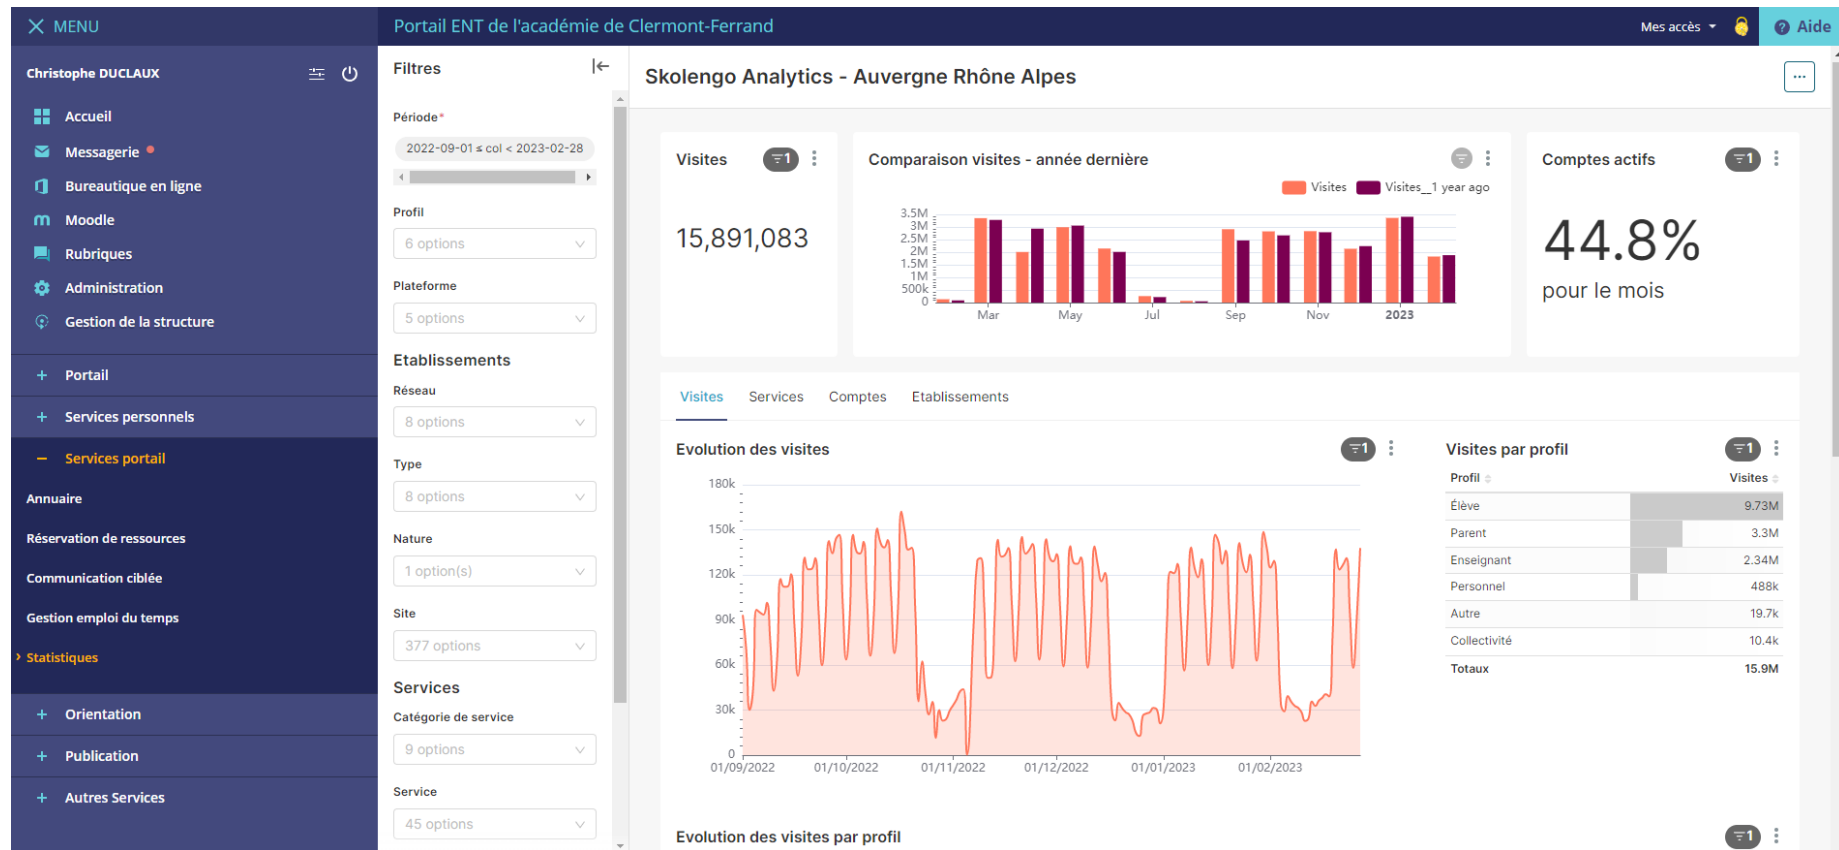 MENU
Portail ENT de l'académie de Clermont-Ferrand
Mes accès
Aide
Christophe DUCLAUX
Accueil
Messagerie
Bureautique en ligne
Moodle
Rubriques
Administration
Gestion de la structure
+ Portail
+ Services personnels
− Services portail
Annuaire
Réservation de ressources
Communication ciblée
Gestion emploi du temps
› Statistiques
+ Orientation
+ Publication
+ Autres Services
Filtres
Période*
2022-09-01 ≤ col < 2023-02-28
Profil
6 options
Plateforme
5 options
Etablissements
Réseau
8 options
Type
8 options
Nature
1 option(s)
Site
377 options
Services
Catégorie de service
9 options
Service
45 options
Skolengo Analytics - Auvergne Rhône Alpes
...
Visites
1
15,891,083
Comparaison visites - année dernière
Visites
Visites__1 year ago
3.5M
3M
2.5M
2M
1.5M
1M
500k
0
Mar May Jul Sep Nov 2023
Comptes actifs
1
44.8%
pour le mois
Visites Services Comptes Etablissements
Evolution des visites
1
180k
150k
120k
90k
60k
30k
0
01/09/2022 01/10/2022 01/11/2022 01/12/2022 01/01/2023 01/02/2023
Visites par profil
1
Profil Visites
Élève 9.73M
Parent 3.3M
Enseignant 2.34M
Personnel 488k
Autre 19.7k
Collectivité 10.4k
Totaux 15.9M
Evolution des visites par profil
1